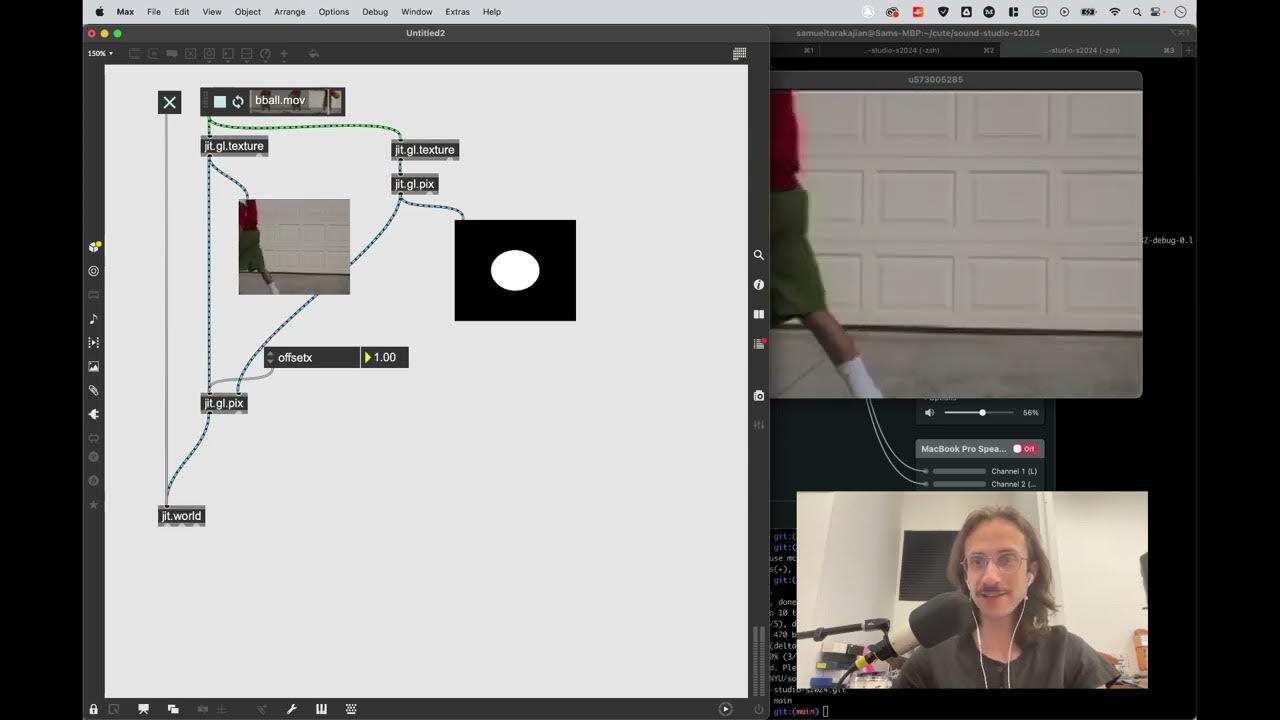 Max File Edit View Object Arrange Options Debug Window Extras Help
Untitled2
samueltarakajian@Sams-MBP:~/cute/sound-studio-s2024
⌥⌘1
150%
⌘1
...-studio-s2024 (-zsh)
⌘2
...-studio-s2024 (-zsh)
⌘3
u573005285
bball.mov
jit.gl.texture
jit.gl.texture
jit.gl.pix
Z-debug-0.l
offsetx
1.00
jit.gl.pix
Options
56%
MacBook Pro Spea...
Off
Channel 1 (L)
Channel 2 (...
jit.world
git:(
git:(
use mc
s(+),
git:(
, done
o 10 t
/5), d
470 b
(delta
0% (3/
d. Ple
NYU/so
-studio-s2024.git
main
git:(main)